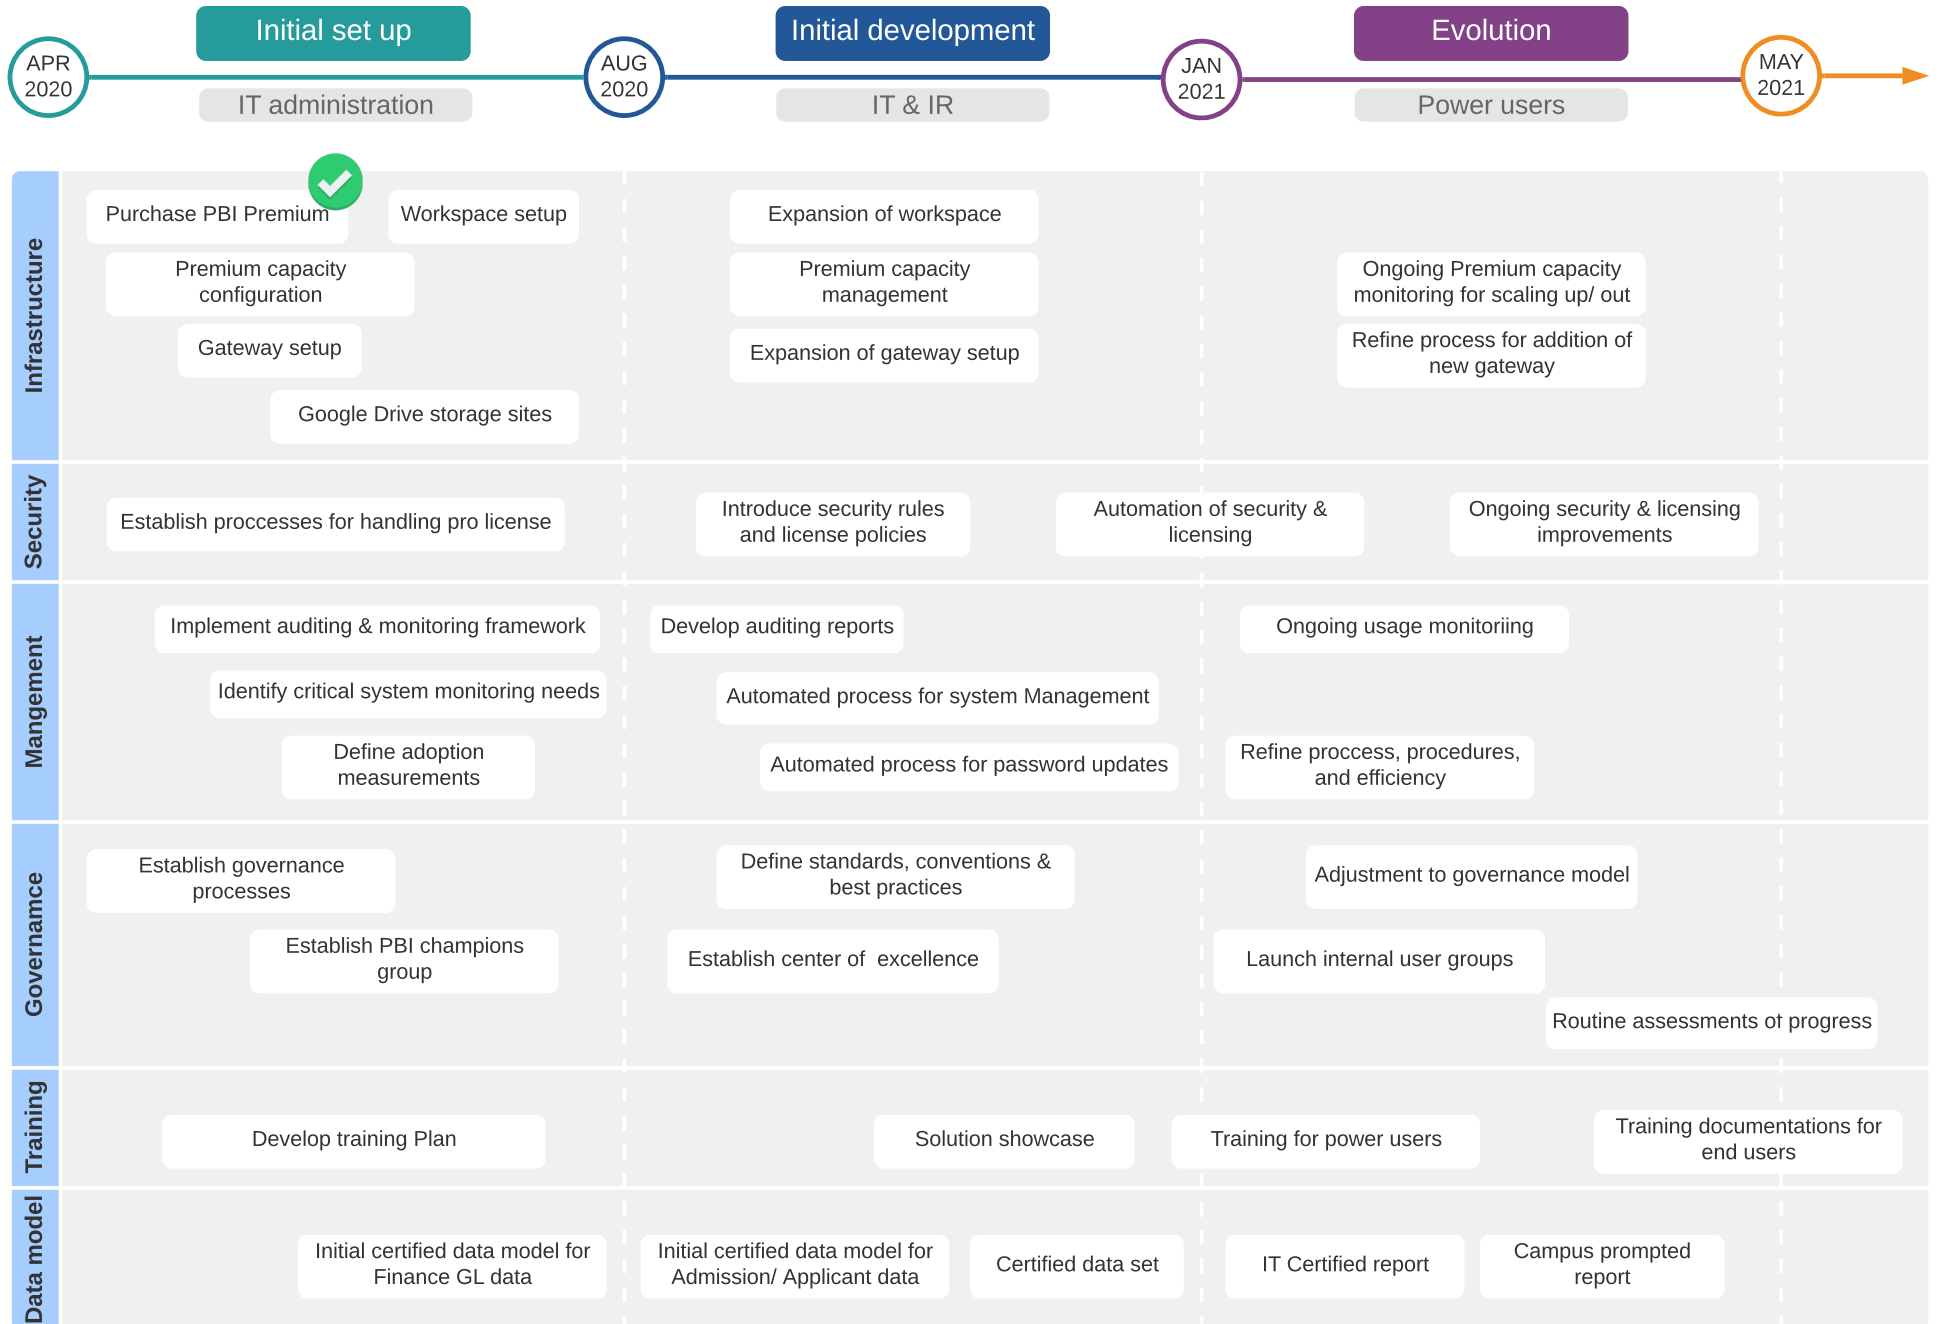 Initial set up
Initial development
Evolution
APR
2020
AUG
2020
JAN
2021
MAY
2021
IT administration
IT & IR
Power users
Infrastructure
Purchase PBI Premium
Workspace setup
Expansion of workspace
Premium capacity
configuration
Premium capacity
management
Ongoing Premium capacity
monitoring for scaling up/ out
Gateway setup
Expansion of gateway setup
Refine process for addition of
new gateway
Google Drive storage sites
Security
Establish proccesses for handling pro license
Introduce security rules
and license policies
Automation of security &
licensing
Ongoing security & licensing
improvements
Mangement
Implement auditing & monitoring framework
Develop auditing reports
Ongoing usage monitoriing
Identify critical system monitoring needs
Automated process for system Management
Define adoption
measurements
Automated process for password updates
Refine proccess, procedures,
and efficiency
Governamce
Establish governance
processes
Define standards, conventions &
best practices
Adjustment to governance model
Establish PBI champions
group
Establish center of  excellence
Launch internal user groups
Routine assessments ot progress
Training
Develop training Plan
Solution showcase
Training for power users
Training documentations for
end users
Data model
Initial certified data model for
Finance GL data
Initial certified data model for
Admission/ Applicant data
Certified data set
IT Certified report
Campus prompted
report